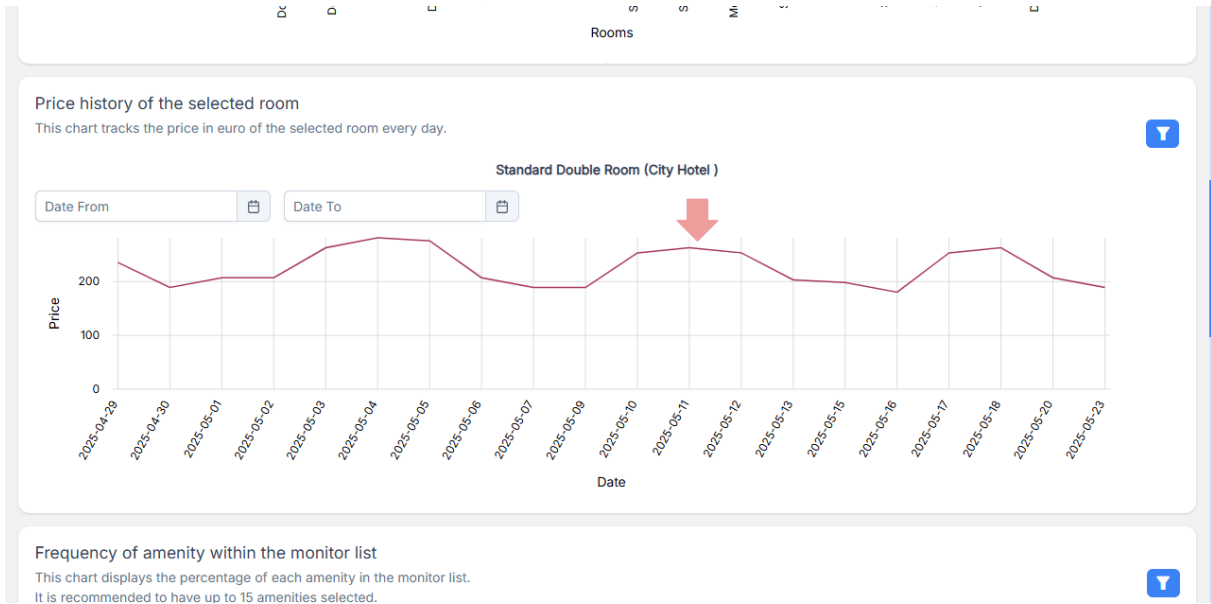 Rooms
Price history of the selected room
This chart tracks the price in euro of the selected room every day.
Standard Double Room (City Hotel )
Date From
Date To
200
100
0
Price
2025-04-29
2025-04-30
2025-05-01
2025-05-02
2025-05-03
2025-05-04
2025-05-05
2025-05-06
2025-05-07
2025-05-09
2025-05-10
2025-05-11
2025-05-12
2025-05-13
2025-05-15
2025-05-16
2025-05-17
2025-05-18
2025-05-20
2025-05-23
Date
Frequency of amenity within the monitor list
This chart displays the percentage of each amenity in the monitor list.
It is recommended to have up to 15 amenities selected.